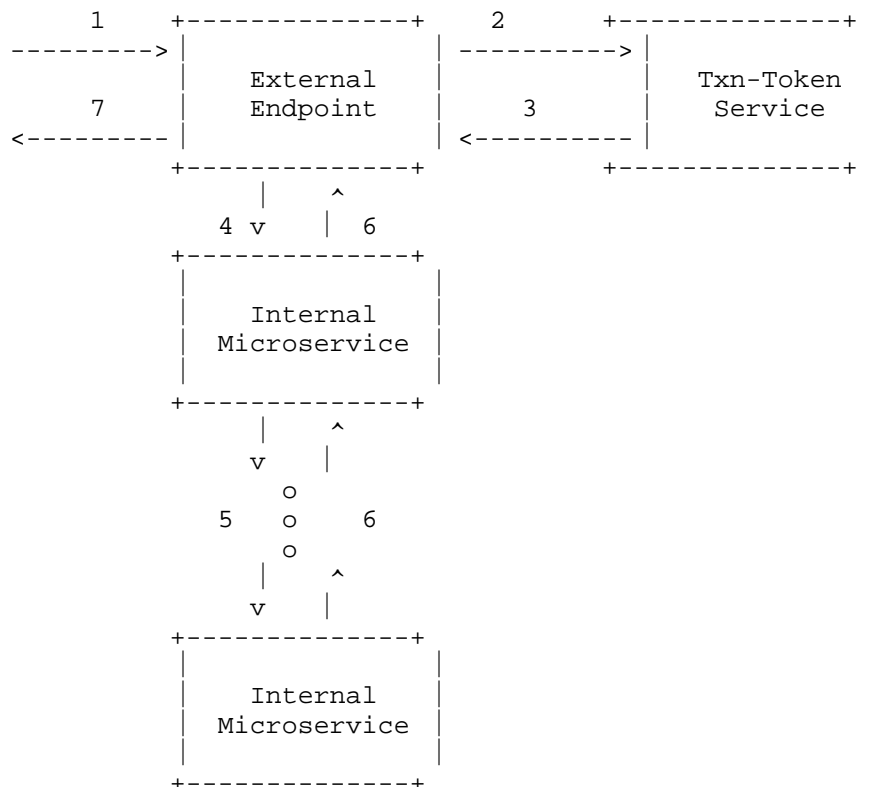 1 +--------------+ 2 +--------------+
---------> | | ----------> |
| External | | Txn-Token
7 | Endpoint | 3 | Service
<--------- | | <---------- |
+--------------+ +--------------+
| ^
4 v | 6
+--------------+
| |
| Internal |
| Microservice |
| |
+--------------+
| ^
v |
o
5 o 6
o
| ^
v |
+--------------+
| |
| Internal |
| Microservice |
| |
+--------------+